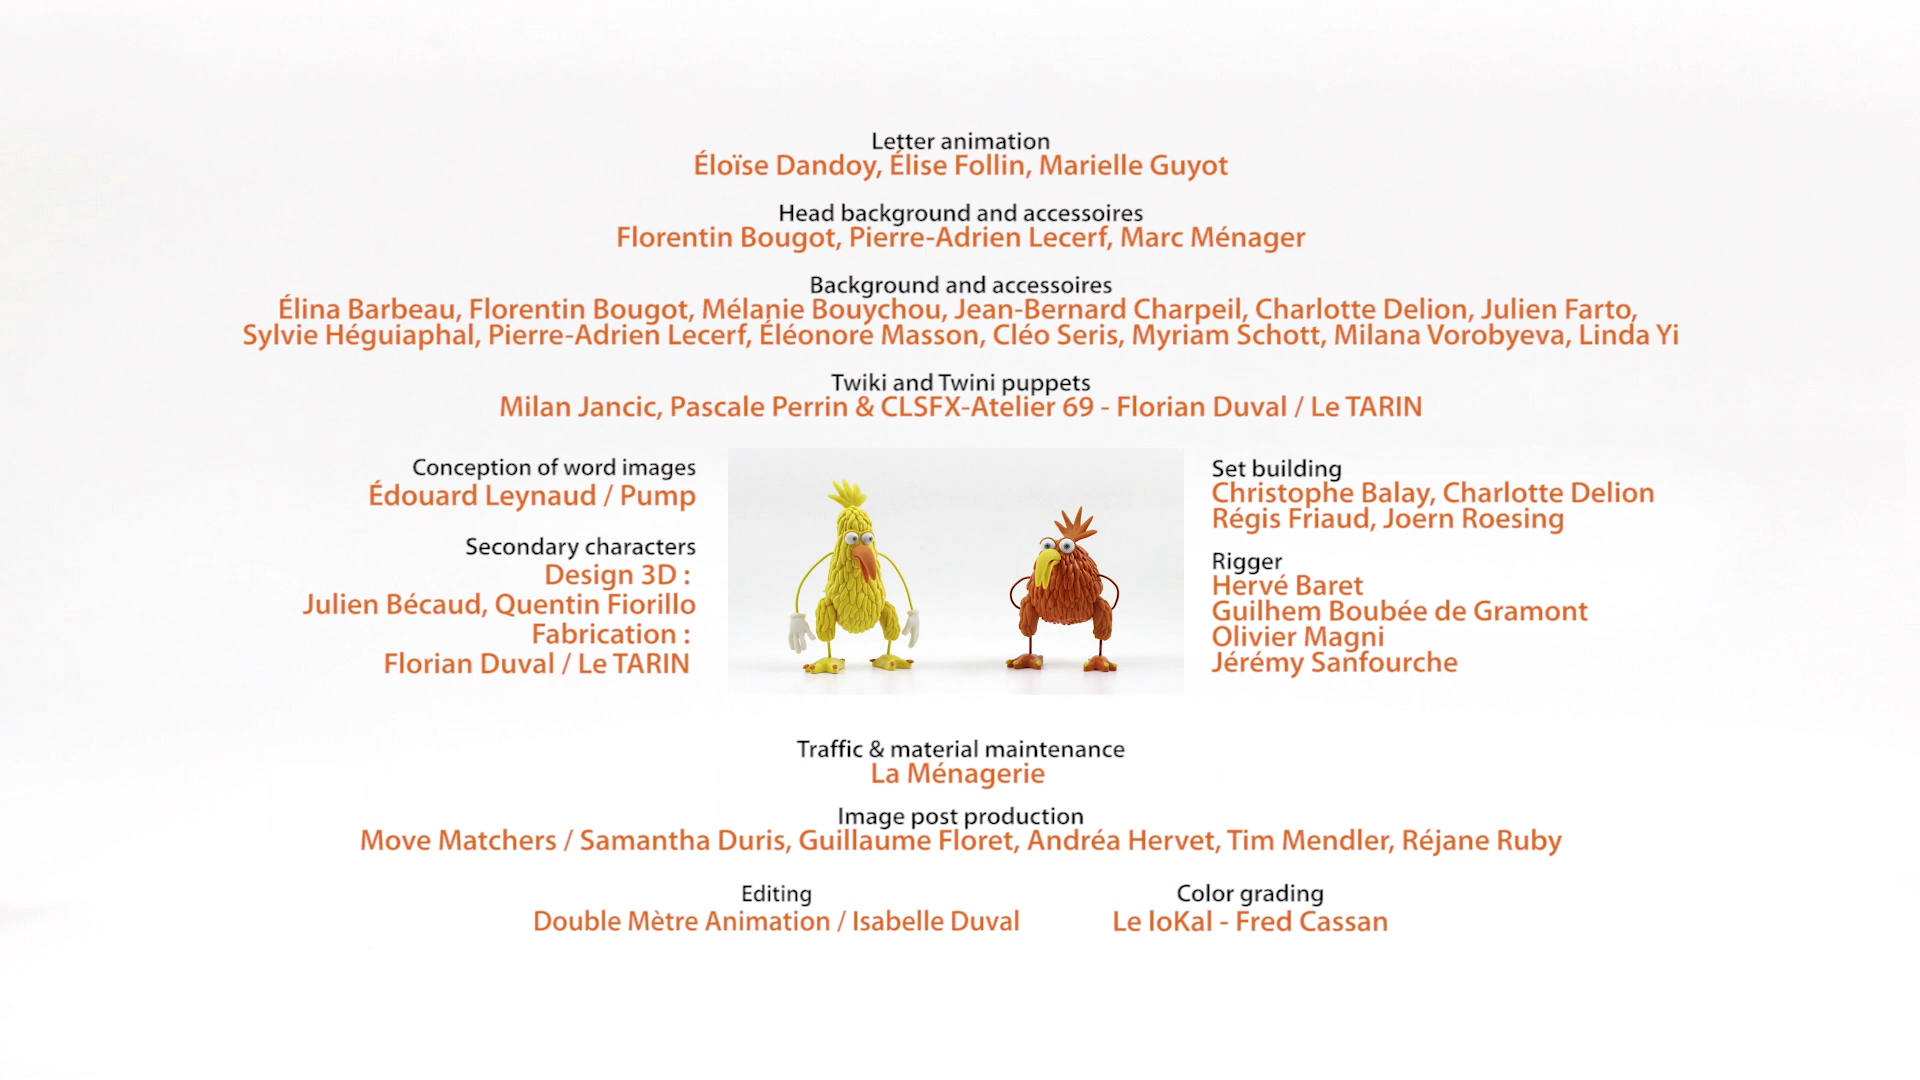 Letter animation
Éloïse Dandoy, Élise Follin, Marielle Guyot
Head background and accessoires
Florentin Bougot, Pierre-Adrien Lecerf, Marc Ménager
Background and accessoires
Élina Barbeau, Florentin Bougot, Mélanie Bouychou, Jean-Bernard Charpeil, Charlotte Delion, Julien Farto,
Sylvie Héguiaphal, Pierre-Adrien Lecerf, Éléonore Masson, Cléo Seris, Myriam Schott, Milana Vorobyeva, Linda Yi
Twiki and Twini puppets
Milan Jancic, Pascale Perrin & CLSFX-Atelier 69 - Florian Duval / Le TARIN
Conception of word images
Édouard Leynaud / Pump
Secondary characters
Design 3D :
Julien Bécaud, Quentin Fiorillo
Fabrication :
Florian Duval / Le TARIN
Set building
Christophe Balay, Charlotte Delion
Régis Friaud, Joern Roesing
Rigger
Hervé Baret
Guilhem Boubée de Gramont
Olivier Magni
Jérémy Sanfourche
Traffic & material maintenance
La Ménagerie
Image post production
Move Matchers / Samantha Duris, Guillaume Floret, Andréa Hervet, Tim Mendler, Réjane Ruby
Editing
Double Mètre Animation / Isabelle Duval
Color grading
Le loKal - Fred Cassan